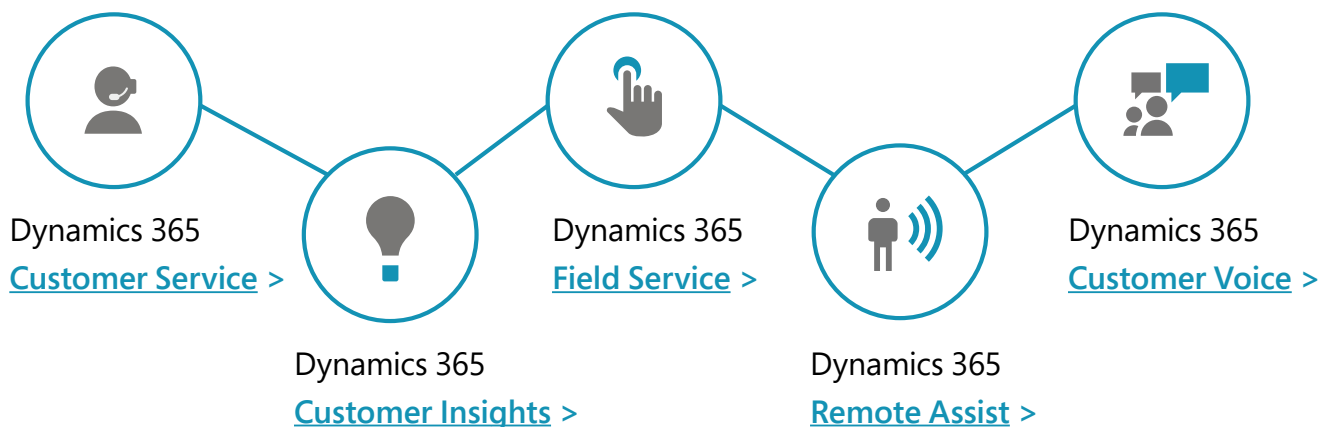 Dynamics 365
Customer Service >
Dynamics 365
Customer Insights >
Dynamics 365
Field Service >
Dynamics 365
Remote Assist >
Dynamics 365
Customer Voice >